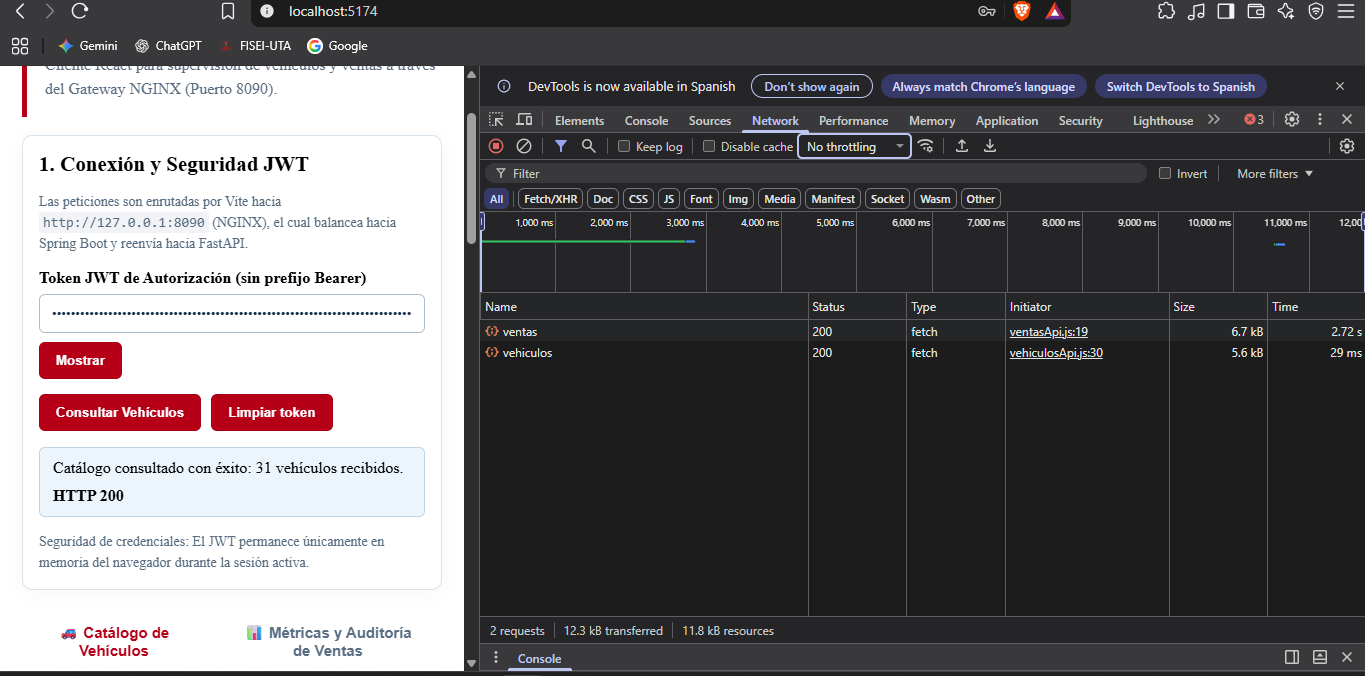 localhost:5174
Gemini ChatGPT FISEI-UTA Google
Cliente React para supervisión de vehículos y ventas a través
del Gateway NGINX (Puerto 8090).
1. Conexión y Seguridad JWT
Las peticiones son enrutadas por Vite hacia
http://127.0.0.1:8090 (NGINX), el cual balancea hacia
Spring Boot y reenvía hacia FastAPI.
Token JWT de Autorización (sin prefijo Bearer)
Mostrar
Consultar Vehículos Limpiar token
Catálogo consultado con éxito: 31 vehículos recibidos.
HTTP 200
Seguridad de credenciales: El JWT permanece únicamente en
memoria del navegador durante la sesión activa.
Catálogo de
Vehículos
Métricas y Auditoría
de Ventas
DevTools is now available in Spanish Don't show again Always match Chrome's language Switch DevTools to Spanish
Elements Console Sources Network Performance Memory Application Security Lighthouse 3
Keep log Disable cache No throttling
Filter Invert More filters
All Fetch/XHR Doc CSS JS Font Img Media Manifest Socket Wasm Other
1,000 ms 2,000 ms 3,000 ms 4,000 ms 5,000 ms 6,000 ms 7,000 ms 8,000 ms 9,000 ms 10,000 ms 11,000 ms 12,00
Name Status Type Initiator Size Time
ventas 200 fetch ventasApi.js:19 6.7 kB 2.72 s
vehiculos 200 fetch vehiculosApi.js:30 5.6 kB 29 ms
2 requests 12.3 kB transferred 11.8 kB resources
Console